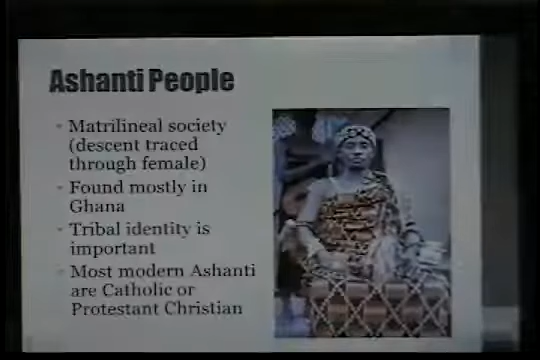 Ashanti People
Matrilineal society
(descent traced
through female)
Found mostly in
Ghana
Tribal identity is
important
Most modern Ashanti
are Catholic or
Protestant Christian